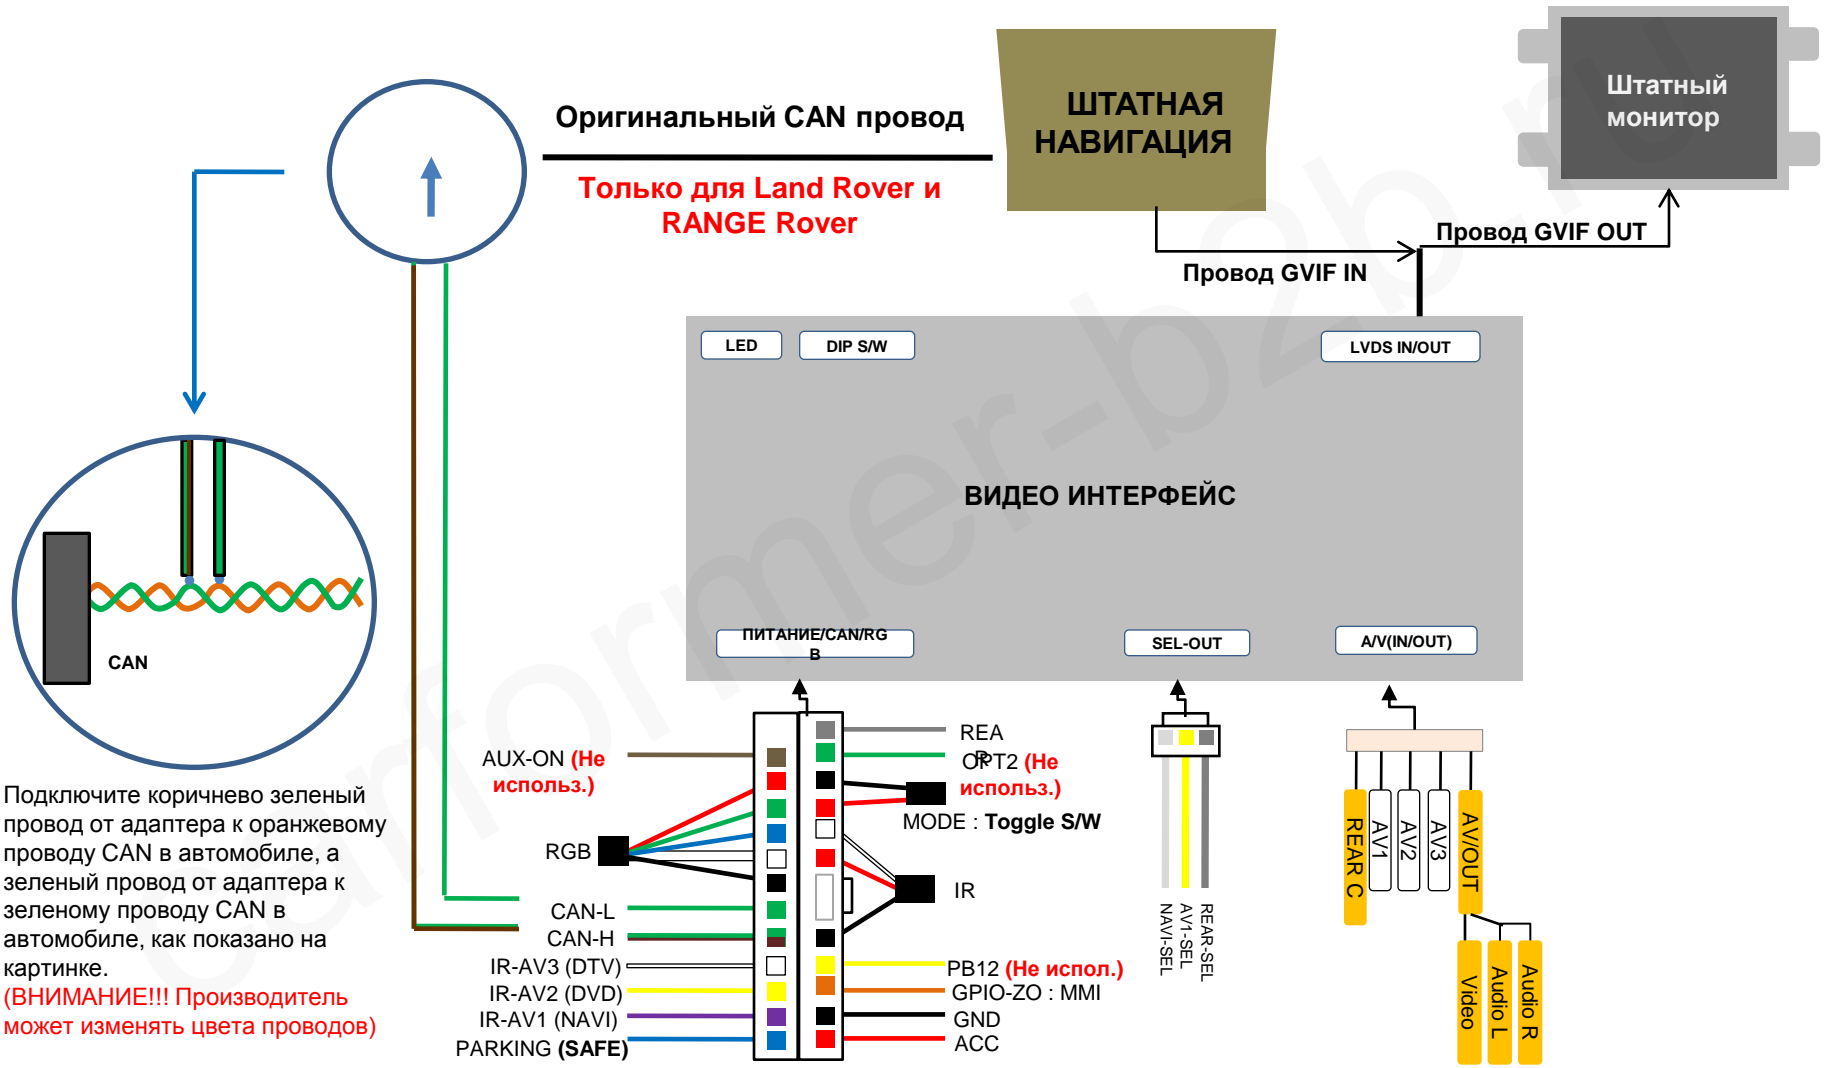 Оригинальный CAN провод
Только для Land Rover и
RANGE Rover
ШТАТНАЯ
НАВИГАЦИЯ
Штатный
монитор
Провод GVIF OUT
Провод GVIF IN
LED
DIP S/W
LVDS IN/OUT
ВИДЕО ИНТЕРФЕЙС
ПИТАНИЕ/CAN/RG
B
SEL-OUT
A/V(IN/OUT)
CAN
Подключите коричнево зеленый
провод от адаптера к оранжевому
проводу CAN в автомобиле, а
зеленый провод от адаптера к
зеленому проводу CAN в
автомобиле, как показано на
картинке.
(ВНИМАНИЕ!!! Производитель
может изменять цвета проводов)
AUX-ON (Не
использ.)
RGB
CAN-L
CAN-H
IR-AV3 (DTV)
IR-AV2 (DVD)
IR-AV1 (NAVI)
PARKING (SAFE)
REA
R
OPT2 (Не
использ.)
MODE : Toggle S/W
IR
PB12 (Не испол.)
GPIO-ZO : MMI
GND
ACC
NAVI-SEL
AV1-SEL
REAR-SEL
REAR C
AV1
AV2
AV3
AV/OUT
Video
Audio L
Audio R
carformer-b2b.ru